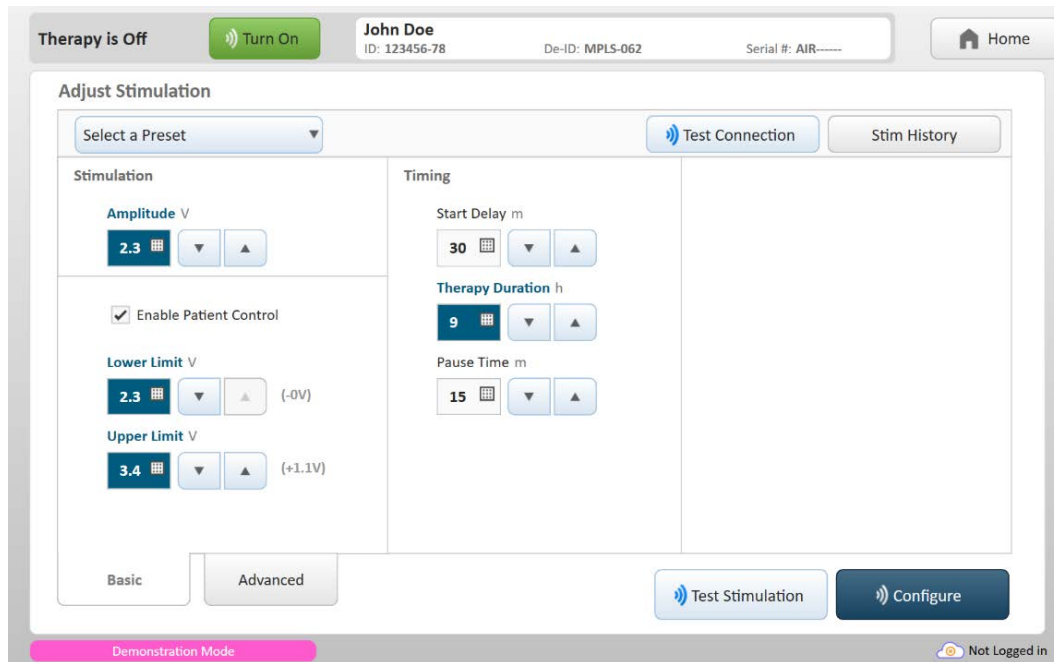 Therapy is Off
Turn On
John Doe
ID: 123456-78 De-ID: MPLS-062 Serial #: AIR------
Home
Adjust Stimulation
Select a Preset
Test Connection
Stim History
Stimulation
Amplitude V
2.3
Enable Patient Control
Lower Limit V
2.3 (-0V)
Upper Limit V
3.4 (+1.1V)
Timing
Start Delay m
30
Therapy Duration h
9
Pause Time m
15
Basic
Advanced
Test Stimulation
Configure
Demonstration Mode
Not Logged in